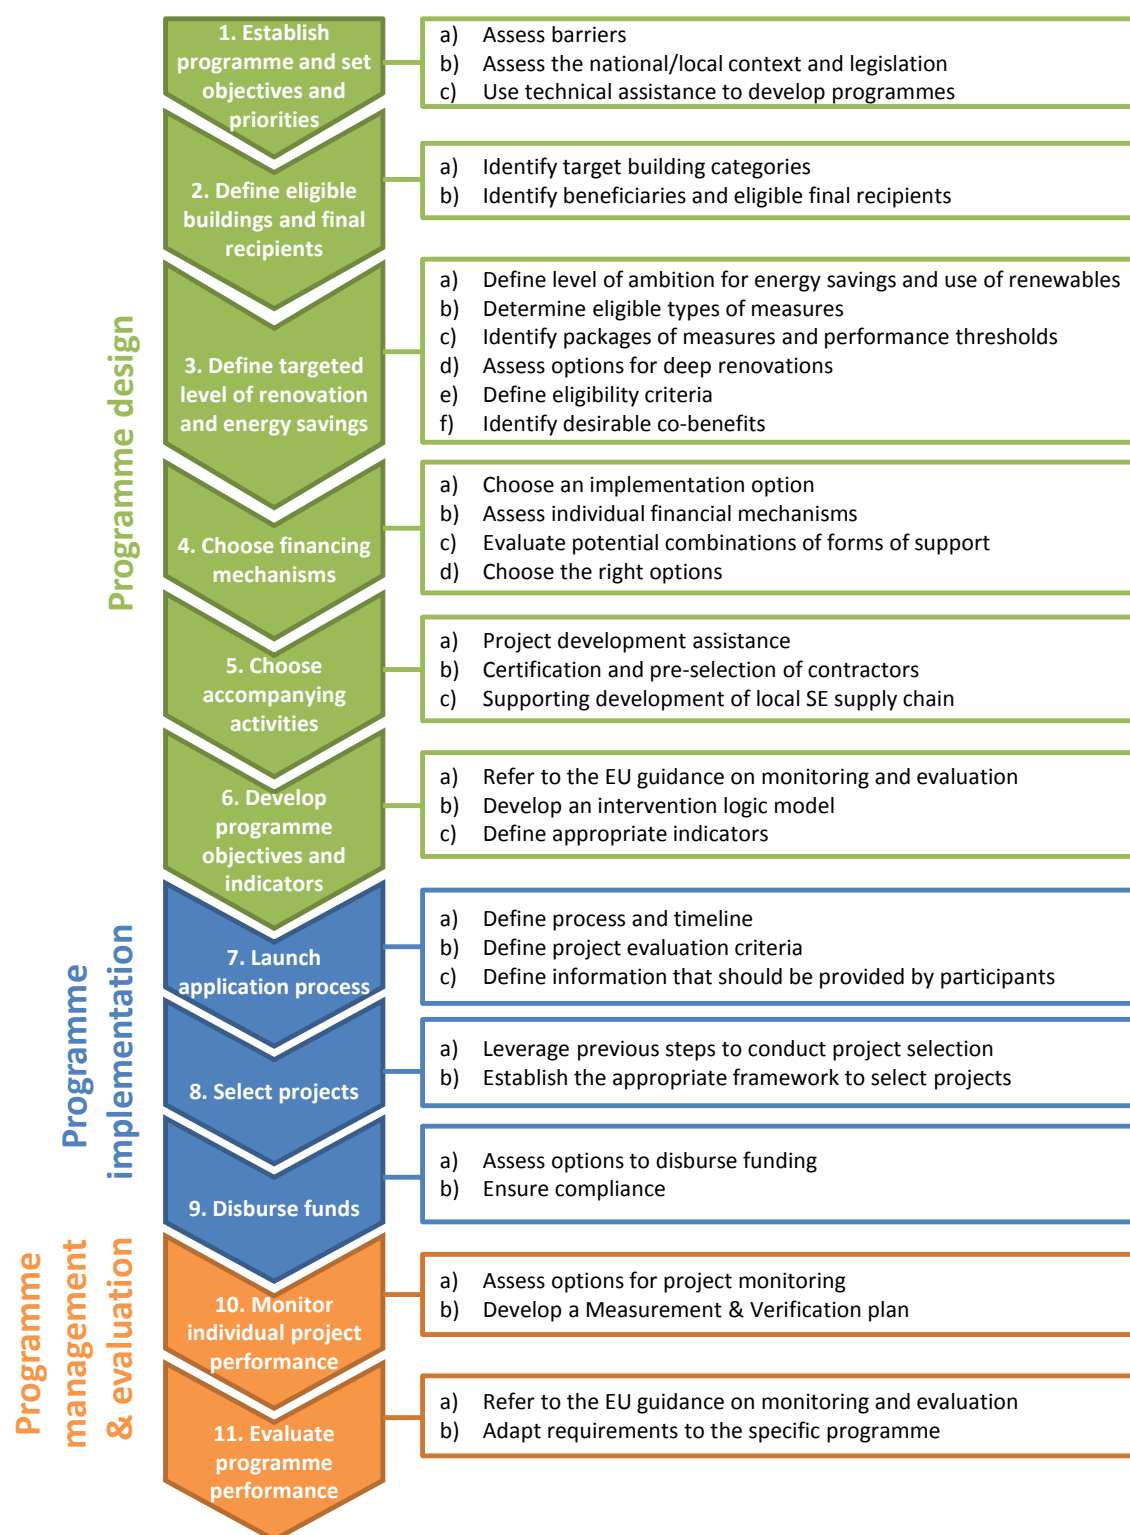 Programme design
1. Establish
programme and set
objectives and
priorities
a) Assess barriers
b) Assess the national/local context and legislation
c) Use technical assistance to develop programmes
2. Define eligible
buildings and final
recipients
a) Identify target building categories
b) Identify beneficiaries and eligible final recipients
3. Define targeted
level of renovation
and energy savings
a) Define level of ambition for energy savings and use of renewables
b) Determine eligible types of measures
c) Identify packages of measures and performance thresholds
d) Assess options for deep renovations
e) Define eligibility criteria
f) Identify desirable co-benefits
4. Choose financing
mechanisms
a) Choose an implementation option
b) Assess individual financial mechanisms
c) Evaluate potential combinations of forms of support
d) Choose the right options
5. Choose
accompanying
activities
a) Project development assistance
b) Certification and pre-selection of contractors
c) Supporting development of local SE supply chain
6. Develop
programme
objectives and
indicators
a) Refer to the EU guidance on monitoring and evaluation
b) Develop an intervention logic model
c) Define appropriate indicators
Programme
implementation
7. Launch
application process
a) Define process and timeline
b) Define project evaluation criteria
c) Define information that should be provided by participants
8. Select projects
a) Leverage previous steps to conduct project selection
b) Establish the appropriate framework to select projects
9. Disburse funds
a) Assess options to disburse funding
b) Ensure compliance
Programme
management
& evaluation
10. Monitor
individual project
performance
a) Assess options for project monitoring
b) Develop a Measurement & Verification plan
11. Evaluate
programme
performance
a) Refer to the EU guidance on monitoring and evaluation
b) Adapt requirements to the specific programme